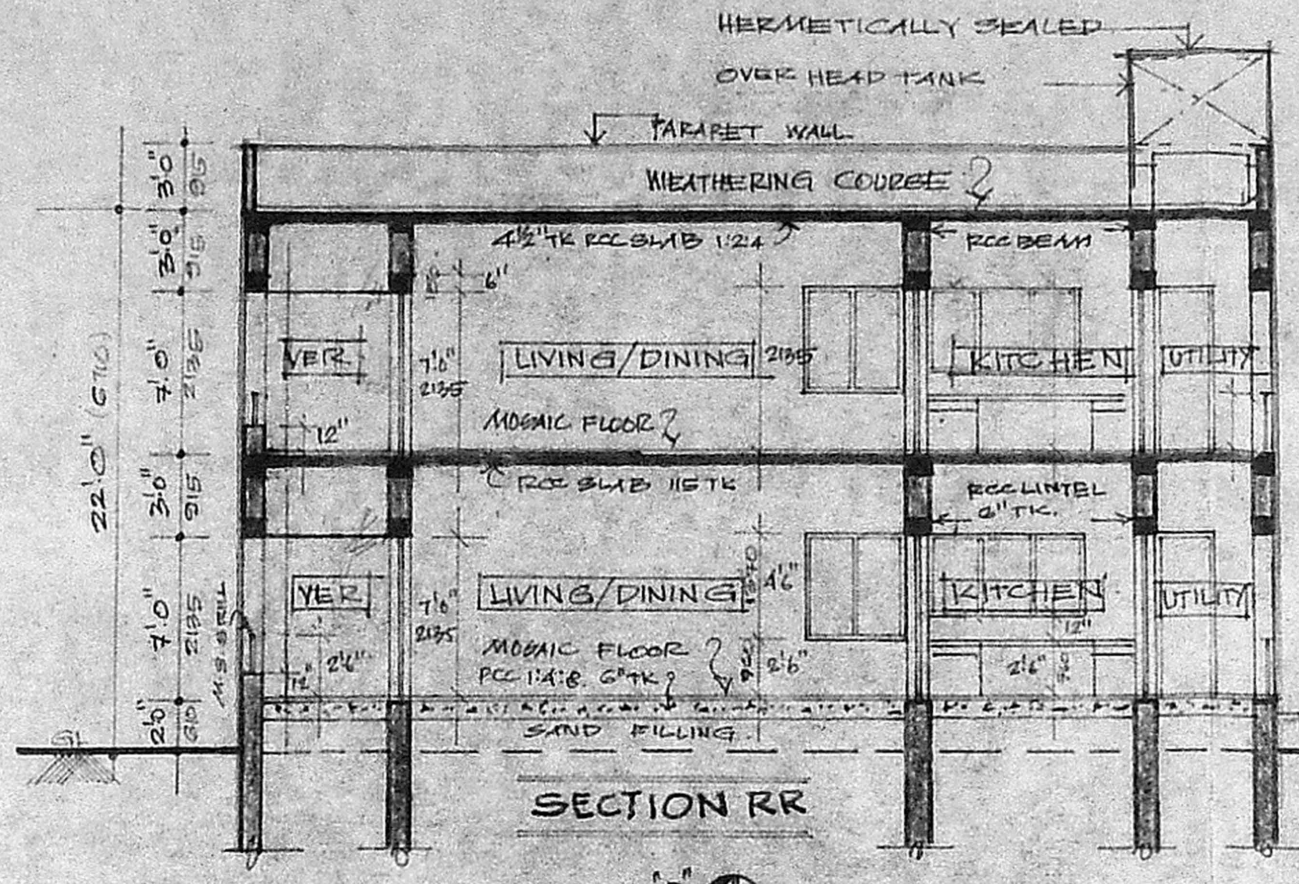 HERMETICALLY SEALED
OVER HEAD TANK
PARAPET WALL
WEATHERING COURSE
4½" TK RCC SLAB 1:2:4
RCC BEAM
3'0"
3'0"
915
6"
VER
LIVING/DINING
2135
KITCHEN
UTILITY
7'0"
2135
7'0"
2135
MOSAIC FLOOR
12"
22'.0" (6710)
3'0"
915
RCC SLAB 115 TK
RCC LINTEL
6" TK.
VER
LIVING/DINING
4'6"
KITCHEN
UTILITY
7'.0"
2135
7'0"
2135
12"
MOSAIC FLOOR
PCC 1:4:8. 6" TK
12"
2'6"
2'6"
2'6"
2'0"
610
SAND FILLING
GL
SECTION RR